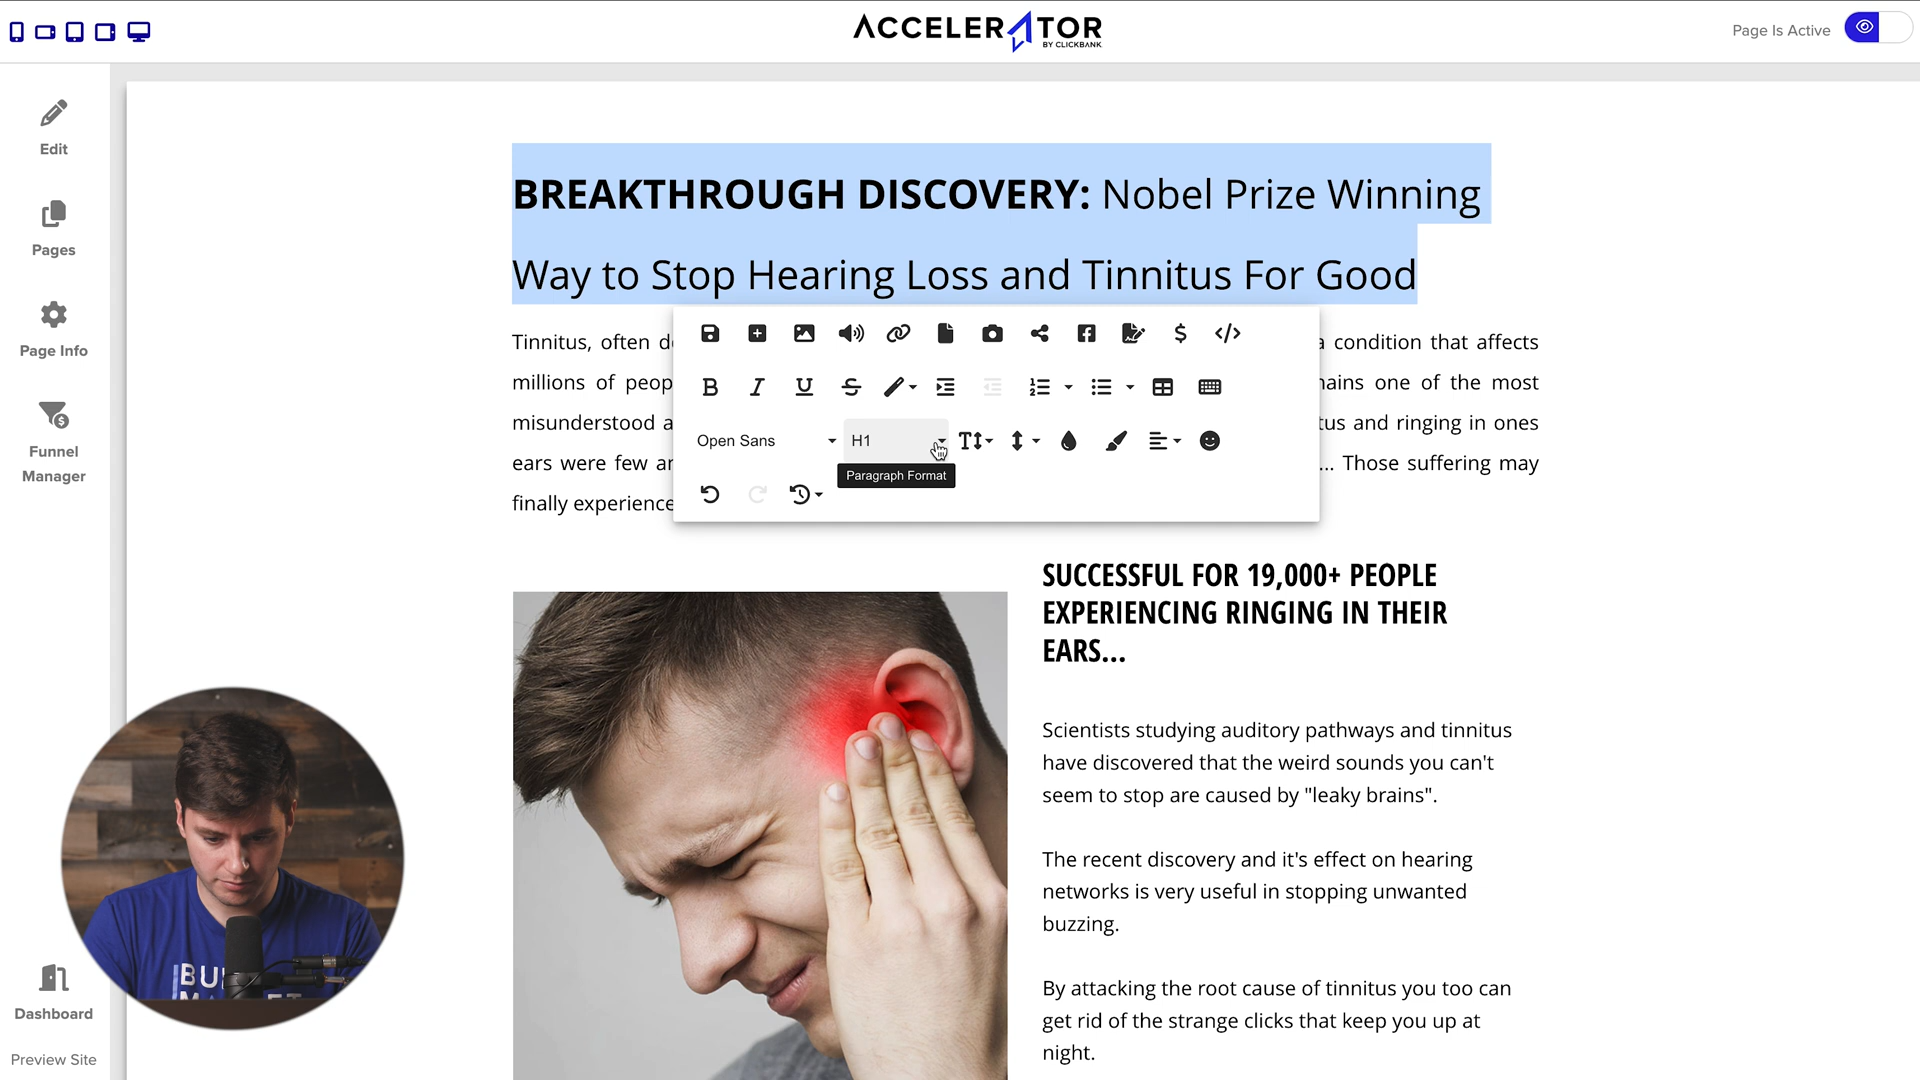 ACCELERATOR
BY CLICKBANK
Page Is Active
Edit
Pages
Page Info
Funnel
Manager
Dashboard
Preview Site
BREAKTHROUGH DISCOVERY: Nobel Prize Winning
Way to Stop Hearing Loss and Tinnitus For Good
Tinnitus, often d a condition that affects
millions of peop ains one of the most
misunderstood a tus and ringing in ones
ears were few ar ... Those suffering may
finally experience
Open Sans
H1
Paragraph Format
SUCCESSFUL FOR 19,000+ PEOPLE
EXPERIENCING RINGING IN THEIR
EARS...
Scientists studying auditory pathways and tinnitus
have discovered that the weird sounds you can't
seem to stop are caused by "leaky brains".
The recent discovery and it's effect on hearing
networks is very useful in stopping unwanted
buzzing.
By attacking the root cause of tinnitus you too can
get rid of the strange clicks that keep you up at
night.